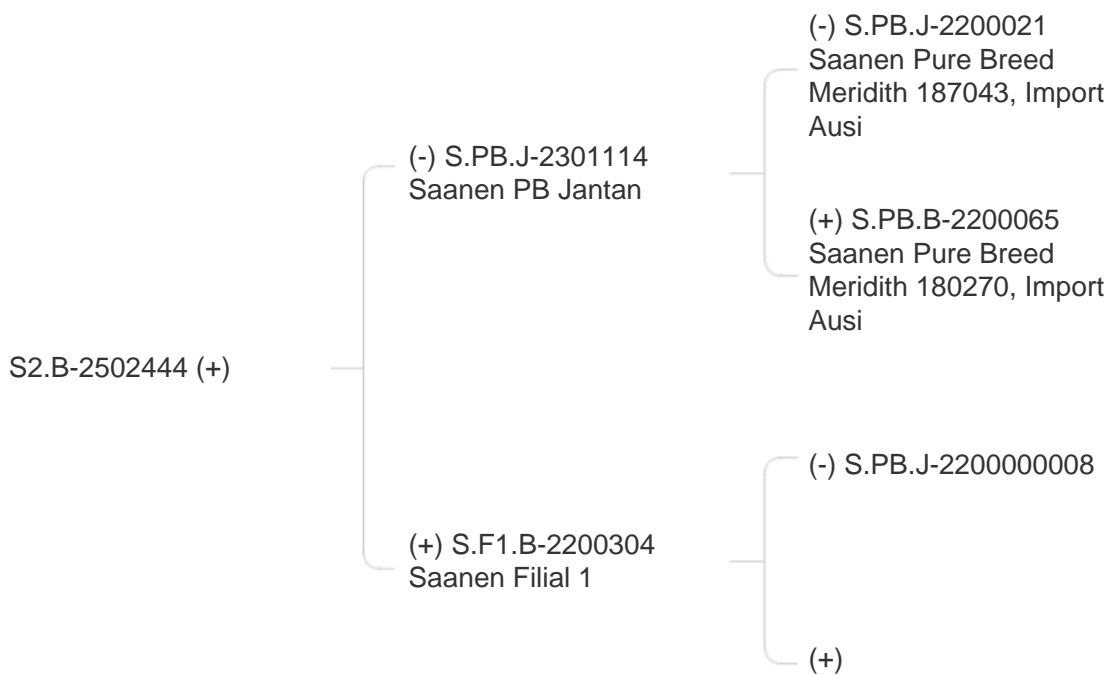 (-) S.PB.J-2200021
Saanen Pure Breed
Meridith 187043, Import
Ausi
(-) S.PB.J-2301114
Saanen PB Jantan
(+) S.PB.B-2200065
Saanen Pure Breed
Meridith 180270, Import
Ausi
S2.B-2502444 (+)
(-) S.PB.J-2200000008
(+) S.F1.B-2200304
Saanen Filial 1
(+)